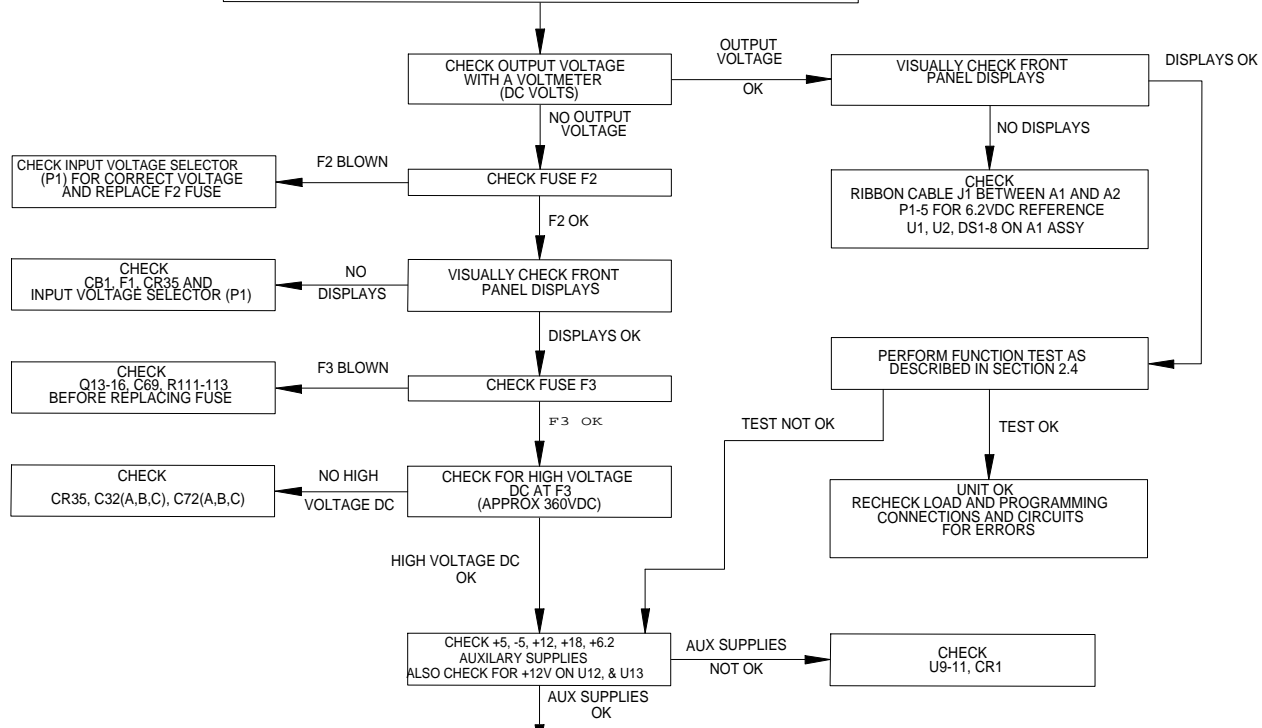 CHECK OUTPUT VOLTAGE
WITH A VOLTMETER
(DC VOLTS)
OUTPUT
VOLTAGE
OK
VISUALLY CHECK FRONT
PANEL DISPLAYS
DISPLAYS OK
NO OUTPUT
VOLTAGE
NO DISPLAYS
CHECK INPUT VOLTAGE SELECTOR
(P1) FOR CORRECT VOLTAGE
AND REPLACE F2 FUSE
F2 BLOWN
CHECK FUSE F2
CHECK
RIBBON CABLE J1 BETWEEN A1 AND A2
P1-5 FOR 6.2VDC REFERENCE
U1, U2, DS1-8 ON A1 ASSY
F2 OK
CHECK
CB1, F1, CR35 AND
INPUT VOLTAGE SELECTOR (P1)
NO
DISPLAYS
VISUALLY CHECK FRONT
PANEL DISPLAYS
DISPLAYS OK
PERFORM FUNCTION TEST AS
DESCRIBED IN SECTION 2.4
CHECK
Q13-16, C69, R111-113
BEFORE REPLACING FUSE
F3 BLOWN
CHECK FUSE F3
F3 OK
TEST NOT OK
TEST OK
CHECK
CR35, C32(A,B,C), C72(A,B,C)
NO HIGH
VOLTAGE DC
CHECK FOR HIGH VOLTAGE
DC AT F3
(APPROX 360VDC)
UNIT OK
RECHECK LOAD AND PROGRAMMING
CONNECTIONS AND CIRCUITS
FOR ERRORS
HIGH VOLTAGE DC
OK
CHECK +5, -5, +12, +18, +6.2
AUXILARY SUPPLIES
ALSO CHECK FOR +12V ON U12, & U13
AUX SUPPLIES
NOT OK
CHECK
U9-11, CR1
AUX SUPPLIES
OK